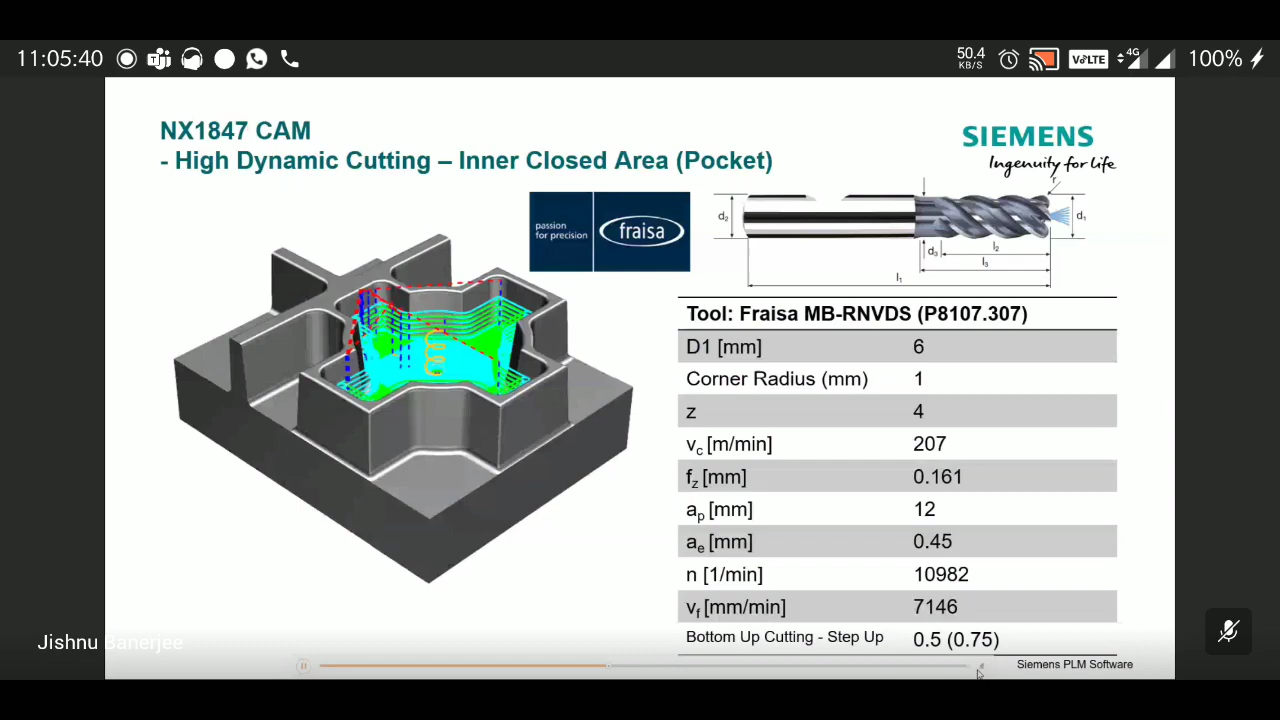 11:05:40
50.4
KB/S
VoLTE
4G
100%
NX1847 CAM
- High Dynamic Cutting – Inner Closed Area (Pocket)
SIEMENS
Ingenuity for life
passion
for precision
fraisa
r
d2
d1
d3
l2
l3
l1
Tool: Fraisa MB-RNVDS (P8107.307)
D1 [mm] 6
Corner Radius (mm) 1
z 4
vc [m/min] 207
fz [mm] 0.161
ap [mm] 12
ae [mm] 0.45
n [1/min] 10982
vf [mm/min] 7146
Bottom Up Cutting - Step Up 0.5 (0.75)
Jishnu Banerjee
Siemens PLM Software